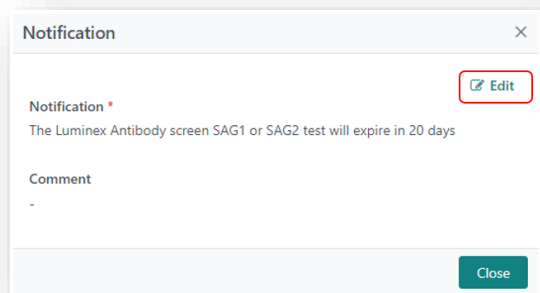 Notification
Edit
Notification *
The Luminex Antibody screen SAG1 or SAG2 test will expire in 20 days
Comment
-
Close